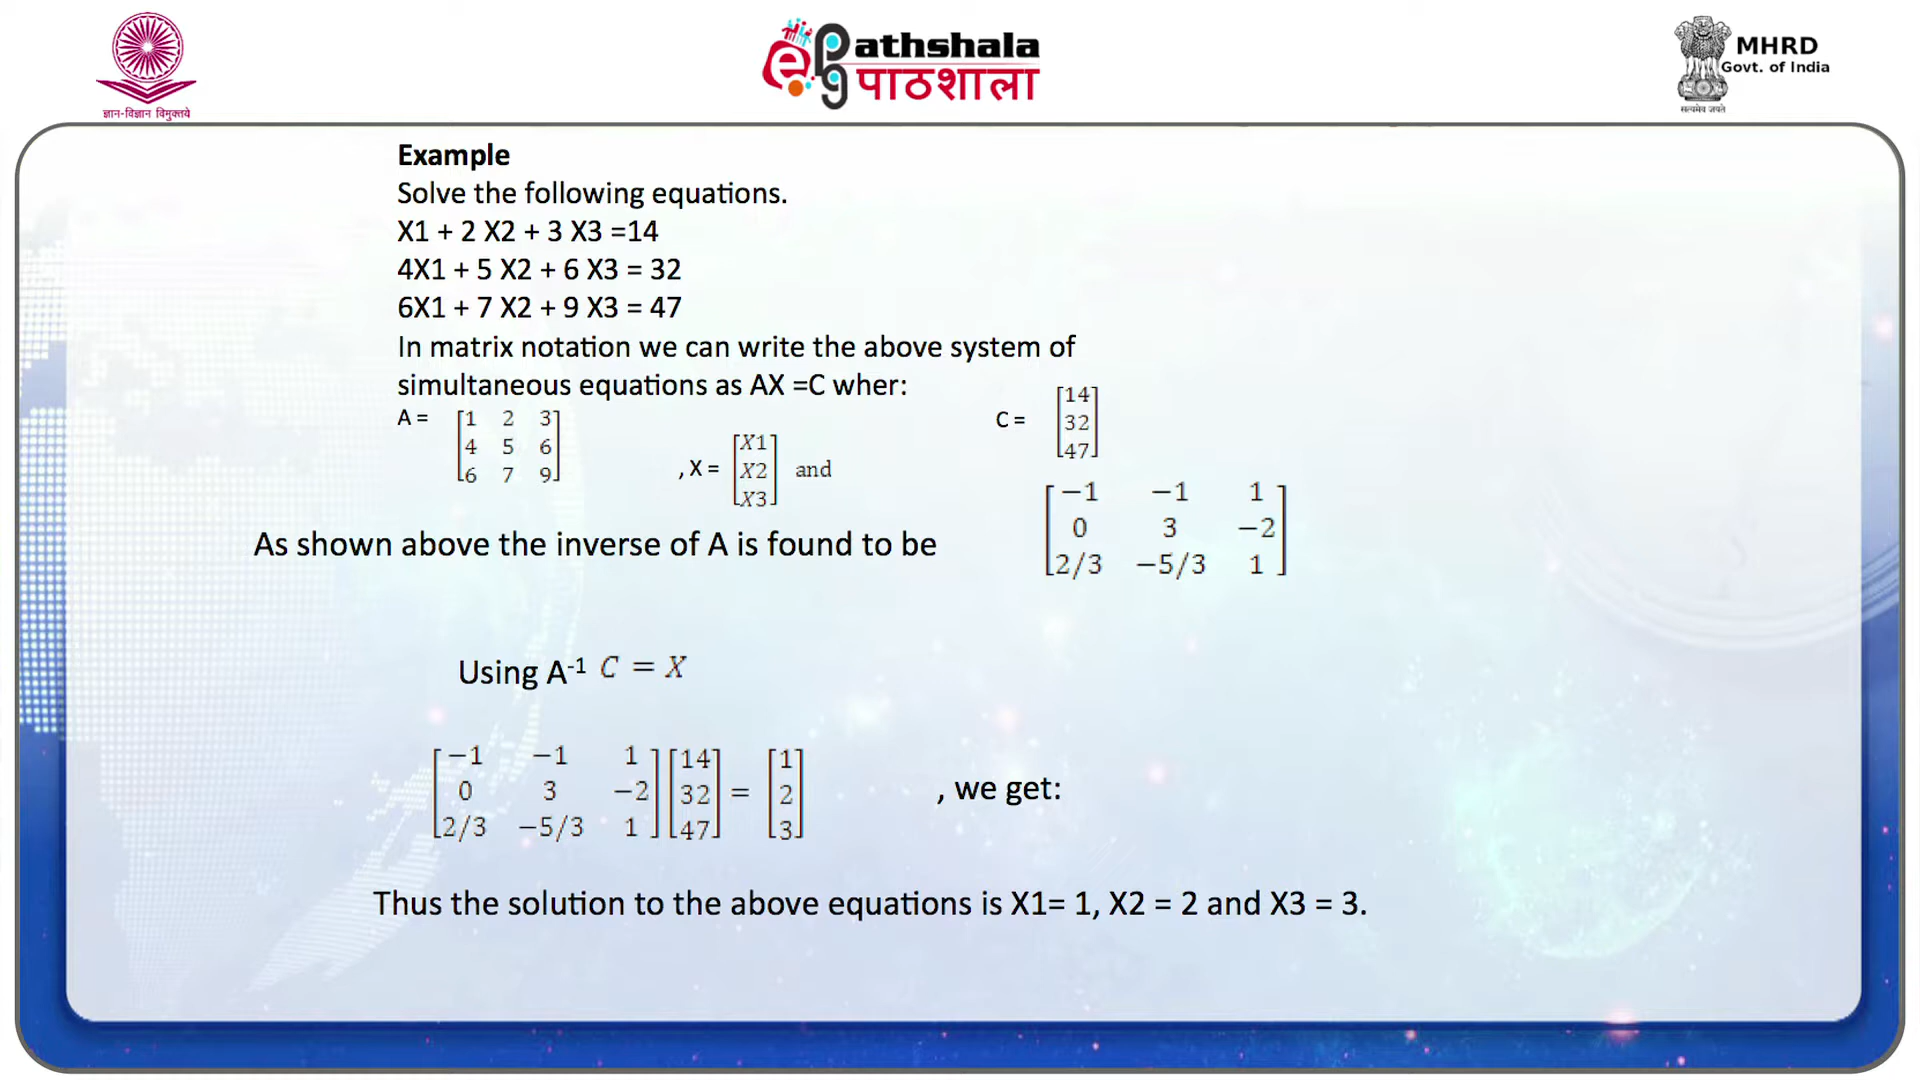 ज्ञान-विज्ञान विमुक्तये
ePG Pathshala
पाठशाला
MHRD
Govt. of India
सत्यमेव जयते
Example
Solve the following equations.
X1 + 2 X2 + 3 X3 =14
4X1 + 5 X2 + 6 X3 = 32
6X1 + 7 X2 + 9 X3 = 47
In matrix notation we can write the above system of
simultaneous equations as AX =C wher:
A = [1 2 3
4 5 6
6 7 9]
, X = [X1
X2
X3] and
C = [14
32
47]
As shown above the inverse of A is found to be
[−1 −1 1
0 3 −2
2/3 −5/3 1]
Using A⁻¹ C = X
[−1 −1 1
0 3 −2
2/3 −5/3 1] [14
32
47] = [1
2
3]
, we get:
Thus the solution to the above equations is X1= 1, X2 = 2 and X3 = 3.